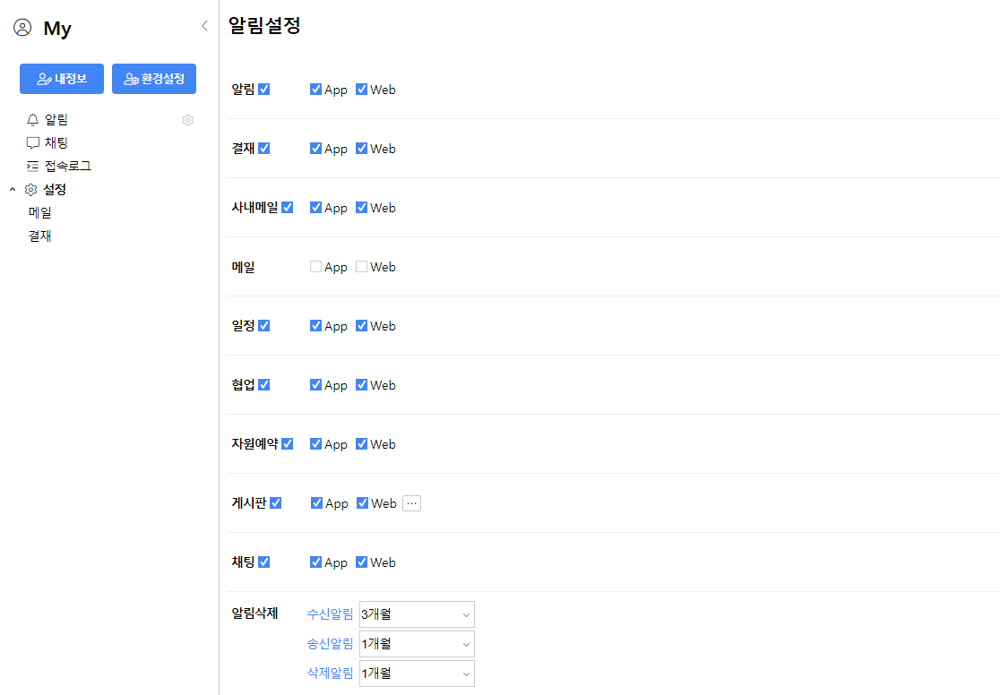 My
내정보 환경설정
알림
채팅
접속로그
설정
메일
결재
알림설정
알림 App Web
결재 App Web
사내메일 App Web
메일 App Web
일정 App Web
협업 App Web
자원예약 App Web
게시판 App Web ...
채팅 App Web
알림삭제 수신알림 3개월
송신알림 1개월
삭제알림 1개월